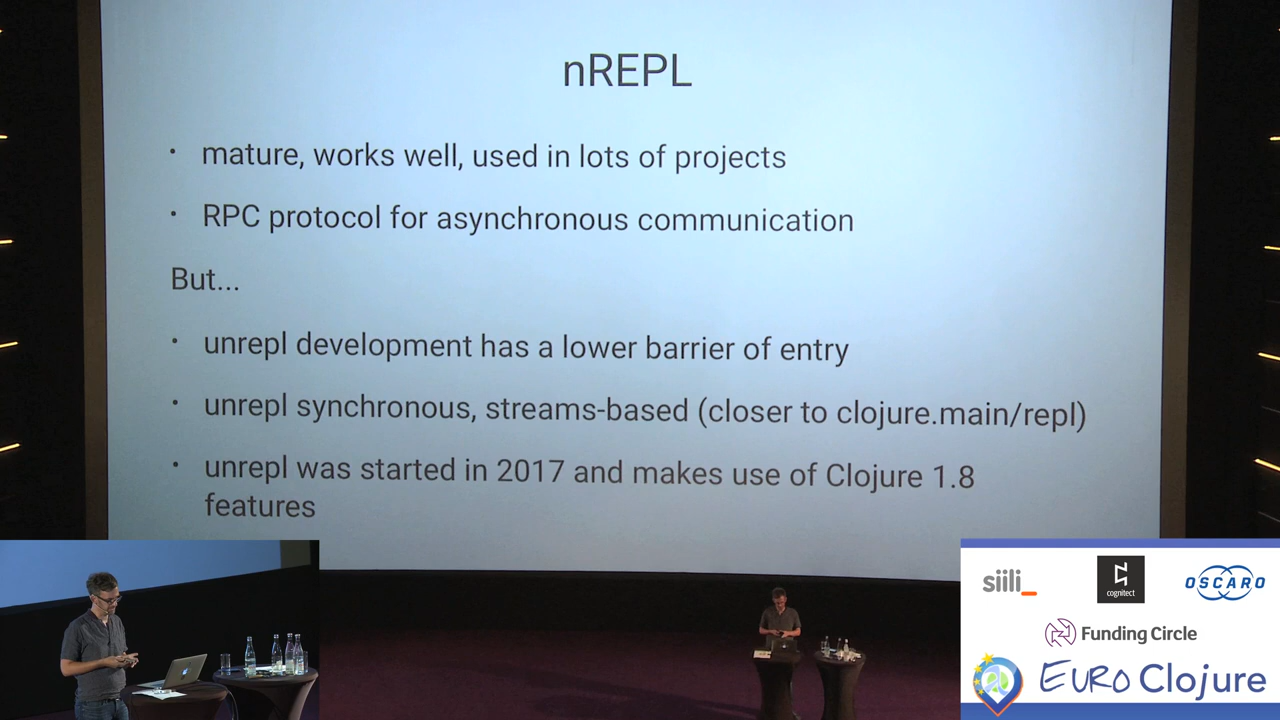 nREPL
• mature, works well, used in lots of projects
• RPC protocol for asynchronous communication
But...
• unrepl development has a lower barrier of entry
• unrepl synchronous, streams-based (closer to clojure.main/repl)
• unrepl was started in 2017 and makes use of Clojure 1.8
features
siili_
cognitect
OSCARO
Funding Circle
EURO Clojure